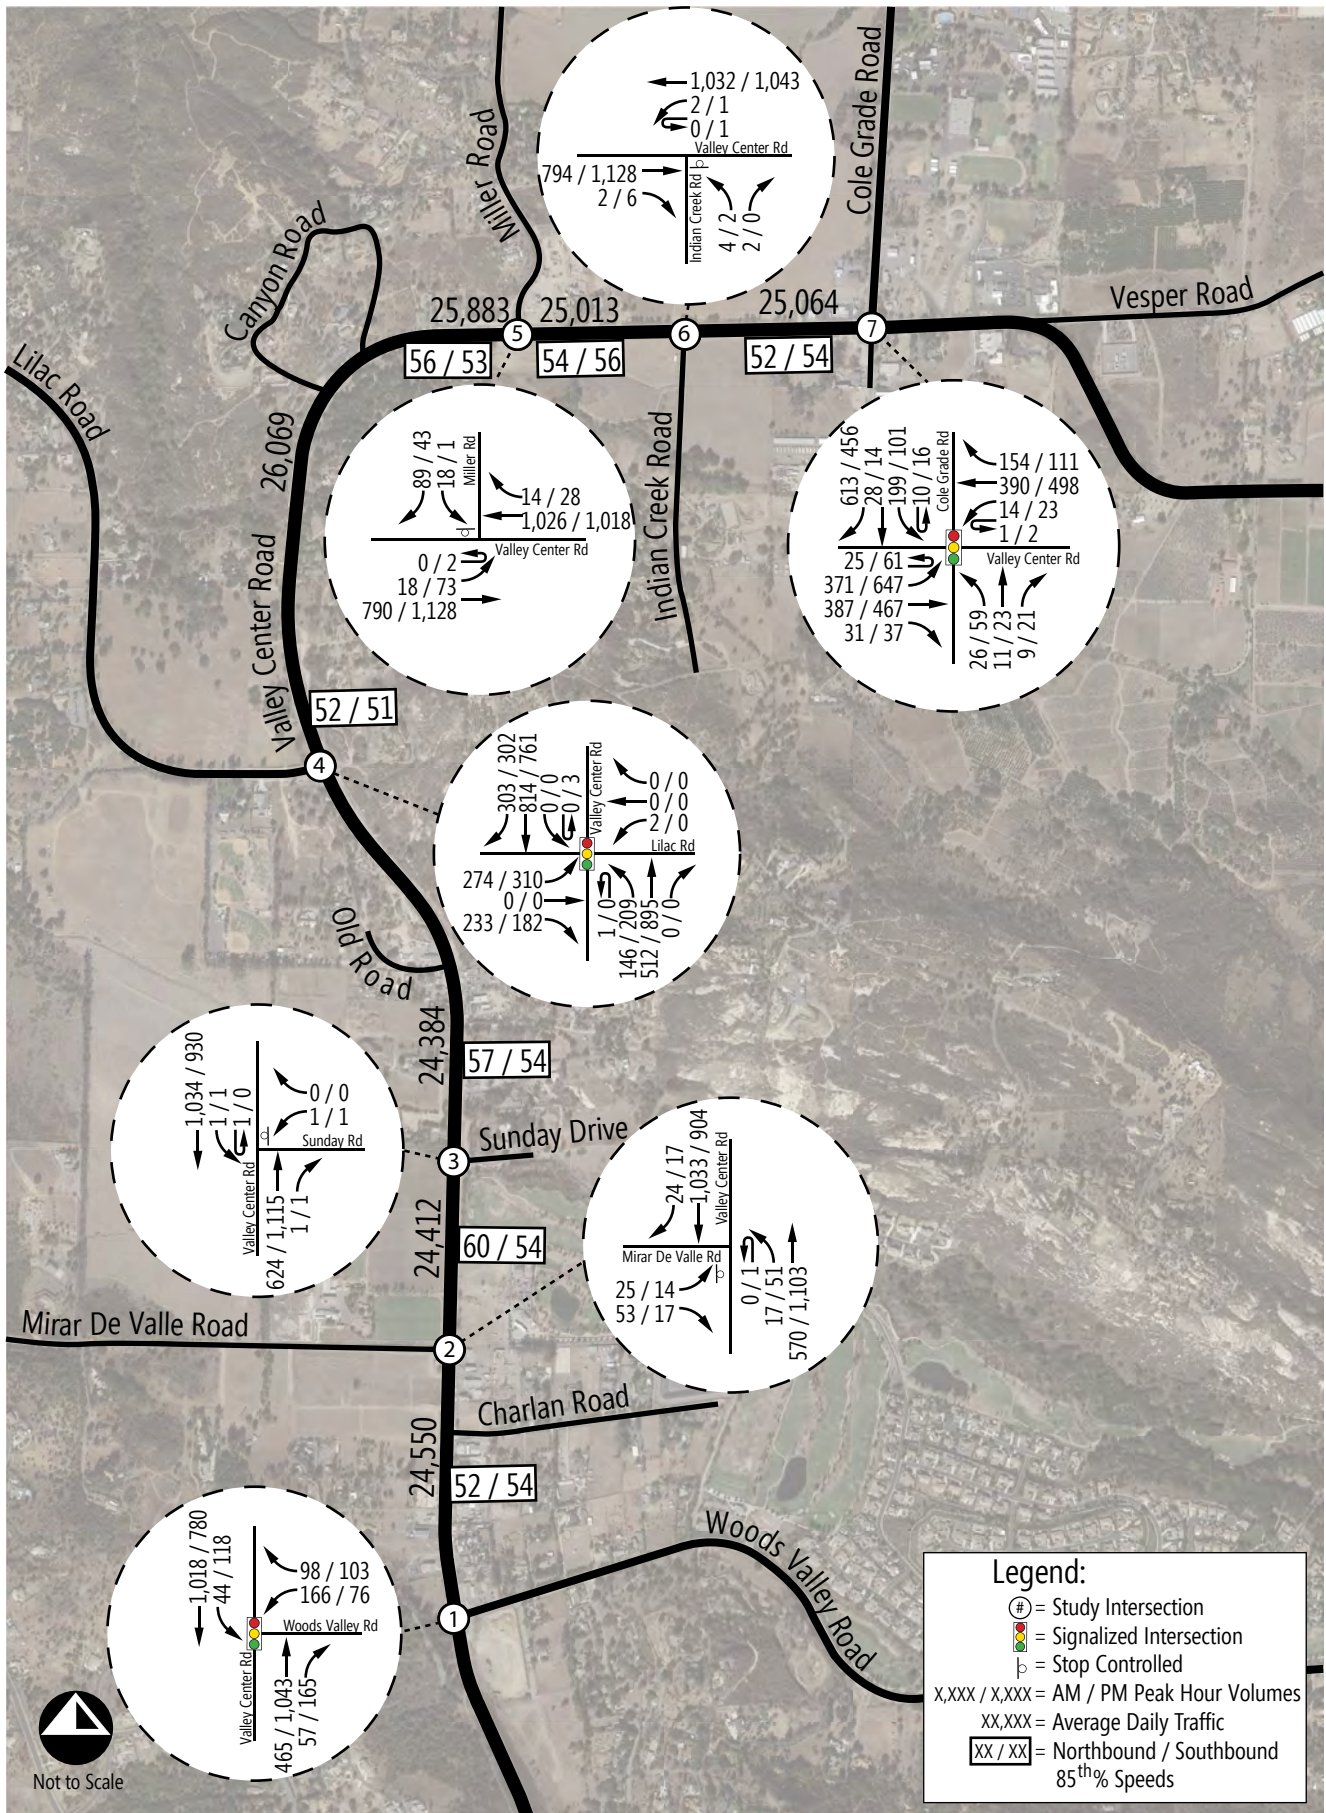 1,032 / 1,043
2 / 1
0 / 1
Valley Center Rd
794 / 1,128
2 / 6
Indian Creek Rd
4 / 2
2 / 0
Miller Road
Cole Grade Road
Canyon Road
Lilac Road
25,883
25,013
25,064
Vesper Road
5
6
7
56 / 53
54 / 56
52 / 54
26,069
Valley Center Road
Indian Creek Road
89 / 43
18 / 1
Miller Rd
14 / 28
1,026 / 1,018
Valley Center Rd
0 / 2
18 / 73
790 / 1,128
613 / 456
28 / 14
199 / 101
10 / 16
Cole Grade Rd
154 / 111
390 / 498
14 / 23
1 / 2
Valley Center Rd
25 / 61
371 / 647
387 / 467
31 / 37
26 / 59
11 / 23
9 / 21
52 / 51
4
303 / 302
814 / 761
0 / 0
0 / 3
Valley Center Rd
0 / 0
0 / 0
2 / 0
Lilac Rd
274 / 310
0 / 0
233 / 182
1 / 0
146 / 209
512 / 895
0 / 0
Old Road
24,384
57 / 54
1,034 / 930
1 / 1
1 / 0
0 / 0
1 / 1
Sunday Rd
Valley Center Rd
624 / 1,115
1 / 1
3
Sunday Drive
24,412
60 / 54
24 / 17
1,033 / 904
Valley Center Rd
Mirar De Valle Rd
25 / 14
53 / 17
0 / 1
17 / 51
570 / 1,103
Mirar De Valle Road
2
Charlan Road
24,550
52 / 54
Woods Valley Road
1,018 / 780
44 / 118
98 / 103
166 / 76
Woods Valley Rd
Valley Center Rd
465 / 1,043
57 / 165
1
Not to Scale
Legend:
# = Study Intersection
= Signalized Intersection
= Stop Controlled
X,XXX / X,XXX = AM / PM Peak Hour Volumes
XX,XXX = Average Daily Traffic
XX / XX = Northbound / Southbound
85th% Speeds